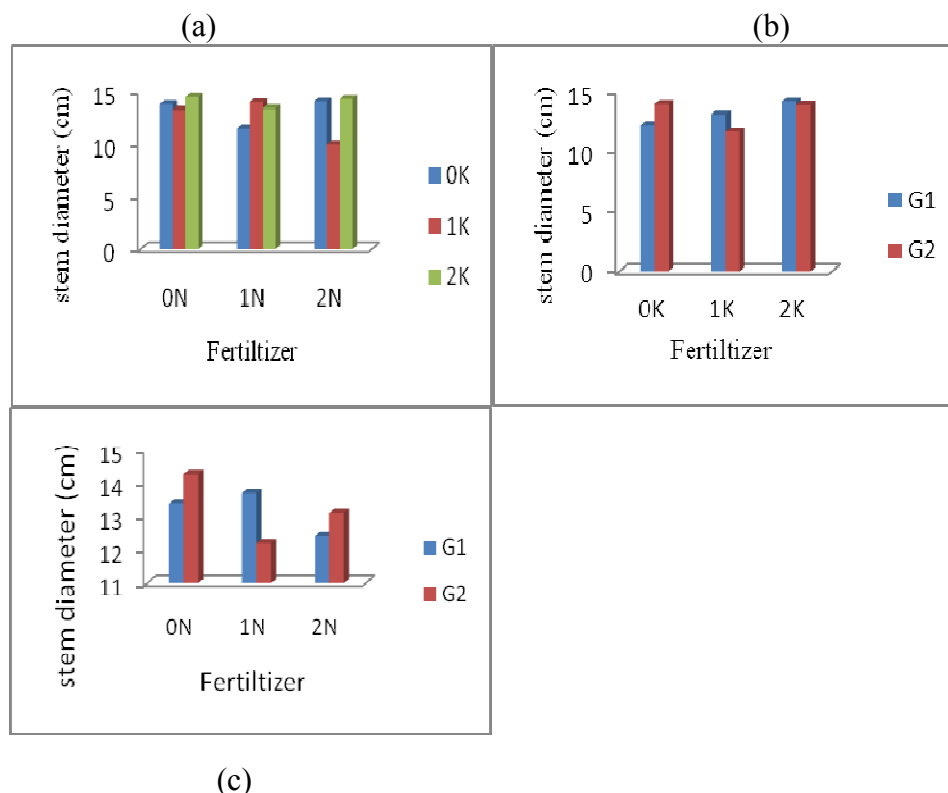 (a)
(b)
stem diameter (cm)
15
10
5
0
0N 1N 2N
Fertiltizer
0K
1K
2K
stem diameter (cm)
15
10
5
0
0K 1K 2K
Fertiltizer
G1
G2
stem diameter (cm)
15
14
13
12
11
0N 1N 2N
Fertiltizer
G1
G2
(c)